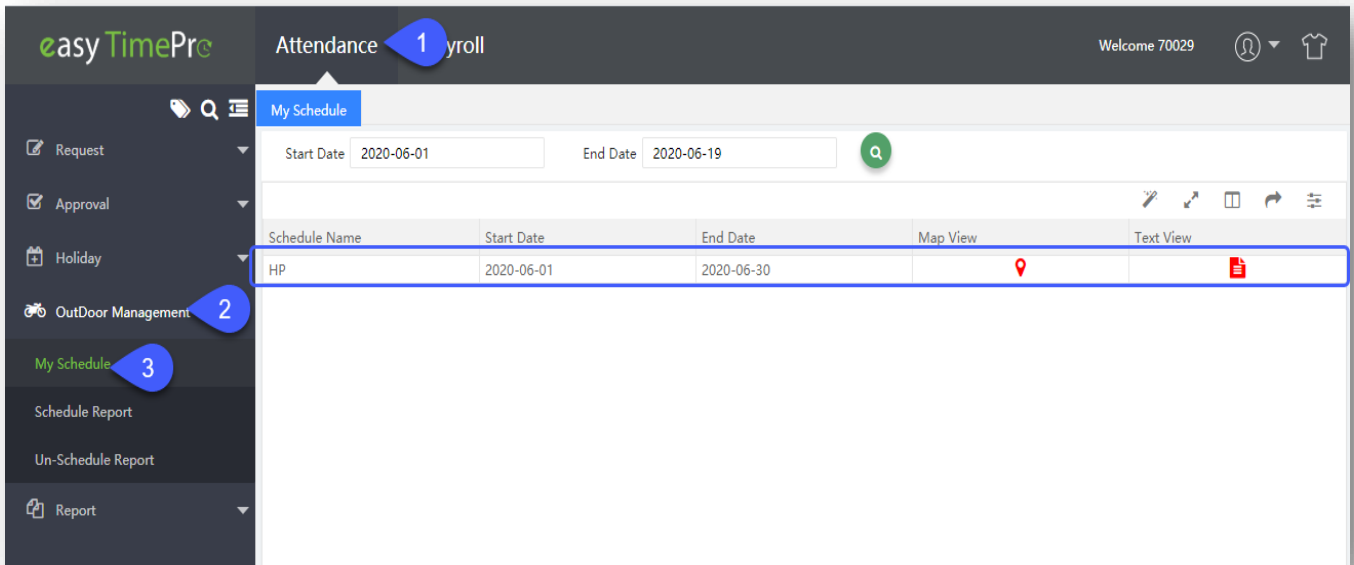 easy TimePro
Attendance 1 yroll
Welcome 70029
My Schedule
Start Date 2020-06-01 End Date 2020-06-19
Request
Approval
Holiday
OutDoor Management 2
My Schedule 3
Schedule Report
Un-Schedule Report
Report
Schedule Name Start Date End Date Map View Text View
HP 2020-06-01 2020-06-30